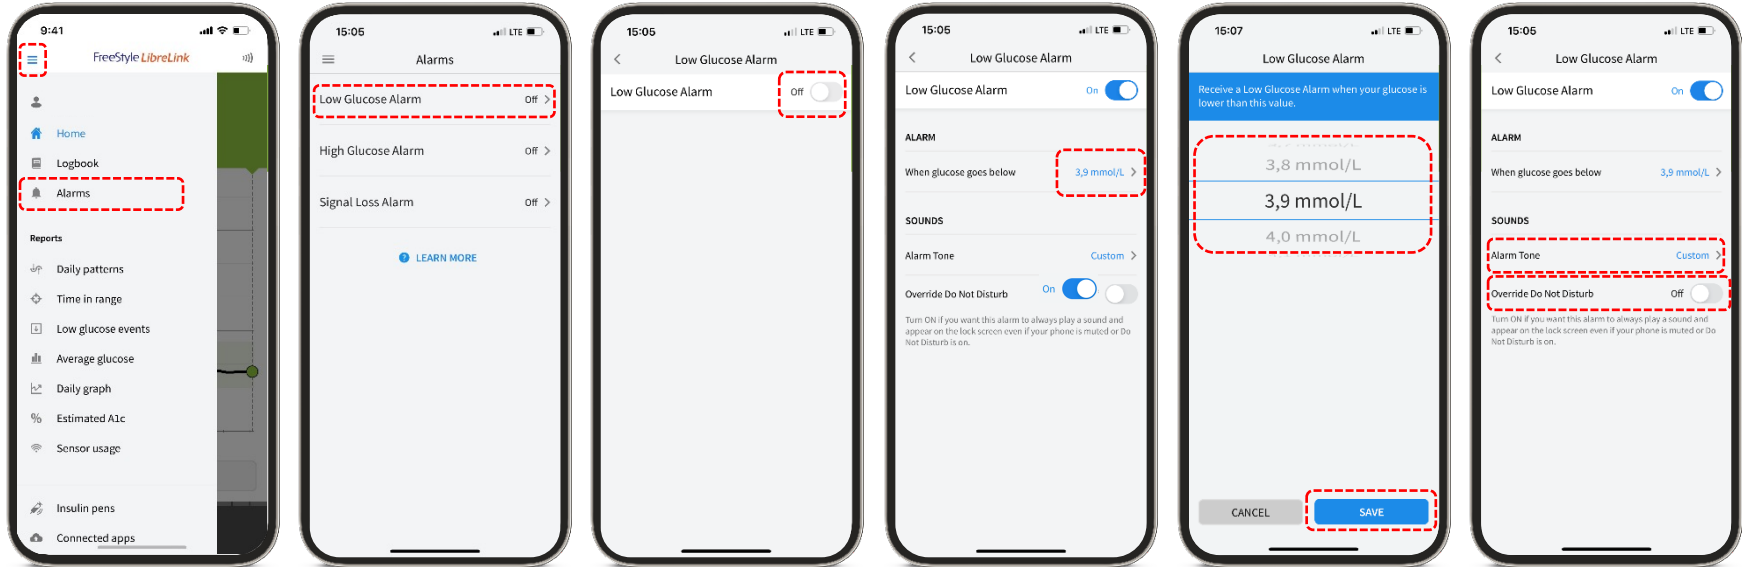 9:41
FreeStyle LibreLink
Home
Logbook
Alarms
Reports
Daily patterns
Time in range
Low glucose events
Average glucose
Daily graph
% Estimated A1c
Sensor usage
Insulin pens
Connected apps
15:05 LTE
Alarms
Low Glucose Alarm Off
High Glucose Alarm Off
Signal Loss Alarm Off
? LEARN MORE
15:05 LTE
Low Glucose Alarm
Low Glucose Alarm Off
15:05 LTE
Low Glucose Alarm
Low Glucose Alarm On
ALARM
When glucose goes below 3,9 mmol/L
SOUNDS
Alarm Tone Custom
Override Do Not Disturb On
Turn ON if you want this alarm to always play a sound and
appear on the lock screen even if your phone is muted or Do
Not Disturb is on.
15:07 LTE
Low Glucose Alarm
Receive a Low Glucose Alarm when your glucose is
lower than this value.
3,8 mmol/L
3,9 mmol/L
4,0 mmol/L
CANCEL SAVE
15:05 LTE
Low Glucose Alarm
Low Glucose Alarm On
ALARM
When glucose goes below 3,9 mmol/L
SOUNDS
Alarm Tone Custom
Override Do Not Disturb Off
Turn ON if you want this alarm to always play a sound and
appear on the lock screen even if your phone is muted or Do
Not Disturb is on.